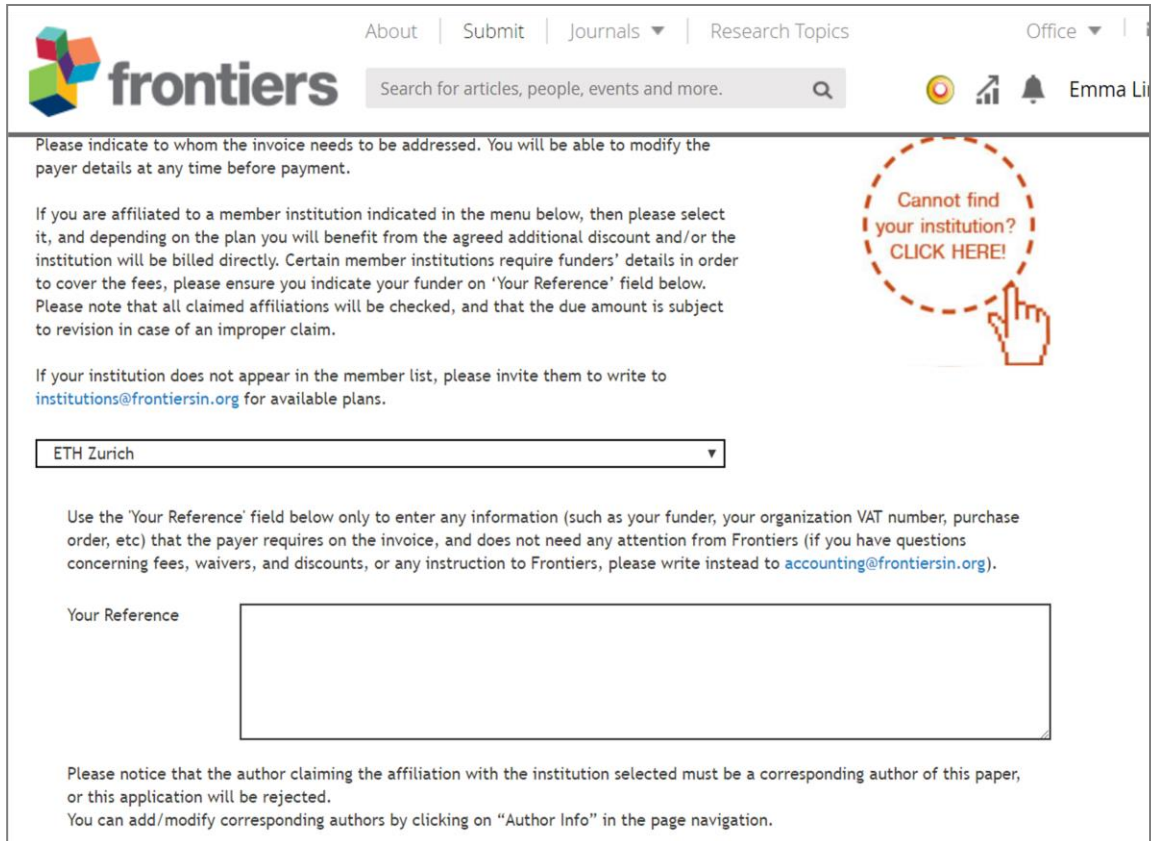 About Submit Journals ▼ Research Topics Office ▼
frontiers
Search for articles, people, events and more.
Emma
Please indicate to whom the invoice needs to be addressed. You will be able to modify the
payer details at any time before payment.
If you are affiliated to a member institution indicated in the menu below, then please select
it, and depending on the plan you will benefit from the agreed additional discount and/or the
institution will be billed directly. Certain member institutions require funders’ details in order
to cover the fees, please ensure you indicate your funder on ‘Your Reference’ field below.
Please note that all claimed affiliations will be checked, and that the due amount is subject
to revision in case of an improper claim.
Cannot find
your institution?
CLICK HERE!
If your institution does not appear in the member list, please invite them to write to
institutions@frontiersin.org for available plans.
ETH Zurich ▼
Use the 'Your Reference' field below only to enter any information (such as your funder, your organization VAT number, purchase
order, etc) that the payer requires on the invoice, and does not need any attention from Frontiers (if you have questions
concerning fees, waivers, and discounts, or any instruction to Frontiers, please write instead to accounting@frontiersin.org).
Your Reference
Please notice that the author claiming the affiliation with the institution selected must be a corresponding author of this paper,
or this application will be rejected.
You can add/modify corresponding authors by clicking on “Author Info” in the page navigation.